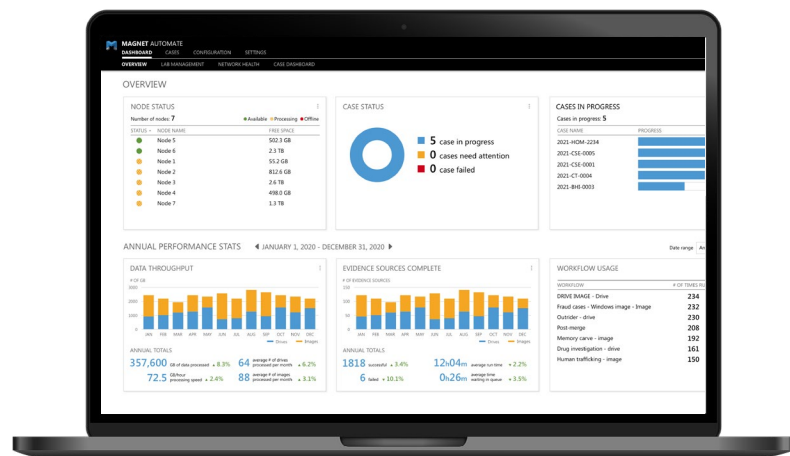 MAGNET AUTOMATE
DASHBOARD CASES CONFIGURATION SETTINGS
OVERVIEW LAB MANAGEMENT NETWORK HEALTH CASE DASHBOARD
OVERVIEW
NODE STATUS
Number of nodes: 7 Available Processing Offline
STATUS NODE NAME FREE SPACE
Node 5 502.3 GB
Node 6 2.3 TB
Node 1 55.2 GB
Node 2 812.6 GB
Node 3 2.6 TB
Node 4 498.0 GB
Node 7 1.3 TB
CASE STATUS
5 case in progress
0 cases need attention
0 case failed
CASES IN PROGRESS
Cases in progress: 5
CASE NAME PROGRESS
2021-HOM-2234
2021-CSE-0005
2021-CSE-0001
2021-CT-0004
2021-BHI-0003
ANNUAL PERFORMANCE STATS JANUARY 1, 2020 - DECEMBER 31, 2020
Date range An
DATA THROUGHPUT
# OF GB
3000
2000
1000
0
JAN FEB MAR APR MAY JUN JUL AUG SEP OCT NOV DEC
Drives Images
ANNUAL TOTALS
357,600 GB of data processed 8.3% 64 average # of drives processed per month 6.2%
72.5 GB/hour processing speed 2.4% 88 average # of images processed per month 3.1%
EVIDENCE SOURCES COMPLETE
# OF EVIDENCE SOURCES
150
100
50
0
JAN FEB MAR APR MAY JUN JUL AUG SEP OCT NOV DEC
Drives Images
ANNUAL TOTALS
1818 successful 3.4% 12h04m average run time 2.2%
6 failed 10.1% 0h26m average time waiting in queue 3.5%
WORKFLOW USAGE
WORKFLOW # OF TIMES RU
DRIVE IMAGE - Drive 234
Fraud cases - Windows image - Image 232
Outrider - drive 230
Post-merge 208
Memory carve - image 192
Drug investigation - drive 161
Human trafficking - image 150